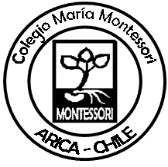 Colegio María Montessori
MONTESSORI
ARICA - CHILE